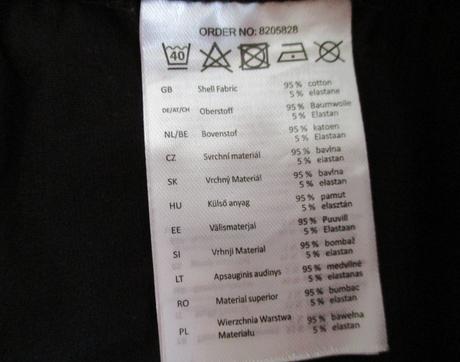 ORDER NO: 8205828
40
GB Shell Fabric 95 % cotton
5 % elastane
DE/AT/CH Oberstoff 95 % Baumwolle
5 % Elastan
NL/BE Bovenstof 95 % katoen
5 % Elastaan
CZ Svrchní materiál 95 % bavlna
5 % elastan
SK Vrchný Materiál 95 % bavlna
5 % elastan
HU Külső anyag 95 % pamut
5 % elasztán
EE Välismaterjal 95 % Puuvill
5 % Elastaan
SI Vrhnji Material 95 % bombaž
5 % elastan
LT Apsauginis audinys 95 % medvilnė
5 % elastanas
RO Material superior 95 % bumbac
5 % elastan
PL Wierzchnia Warstwa 95 % bawełna
Materiału 5 % elastan